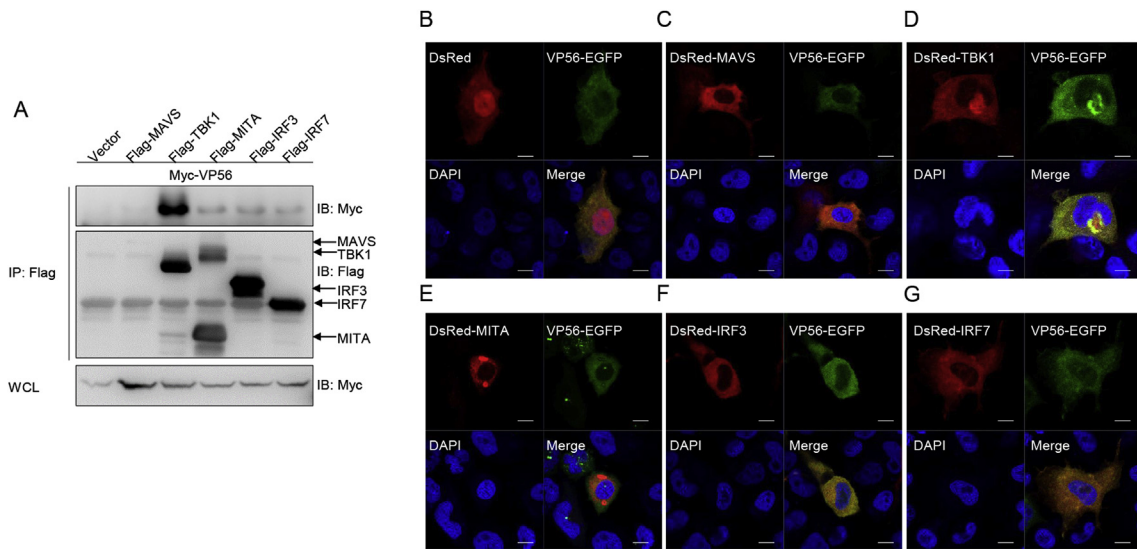 A
Vector
Flag-MAVS
Flag-TBK1
Flag-MITA
Flag-IRF3
Flag-IRF7
Myc-VP56
IB: Myc
IP: Flag
MAVS
TBK1
IB: Flag
IRF3
IRF7
MITA
WCL
IB: Myc
B
DsRed
VP56-EGFP
DAPI
Merge
C
DsRed-MAVS
VP56-EGFP
DAPI
Merge
D
DsRed-TBK1
VP56-EGFP
DAPI
Merge
E
DsRed-MITA
VP56-EGFP
DAPI
Merge
F
DsRed-IRF3
VP56-EGFP
DAPI
Merge
G
DsRed-IRF7
VP56-EGFP
DAPI
Merge